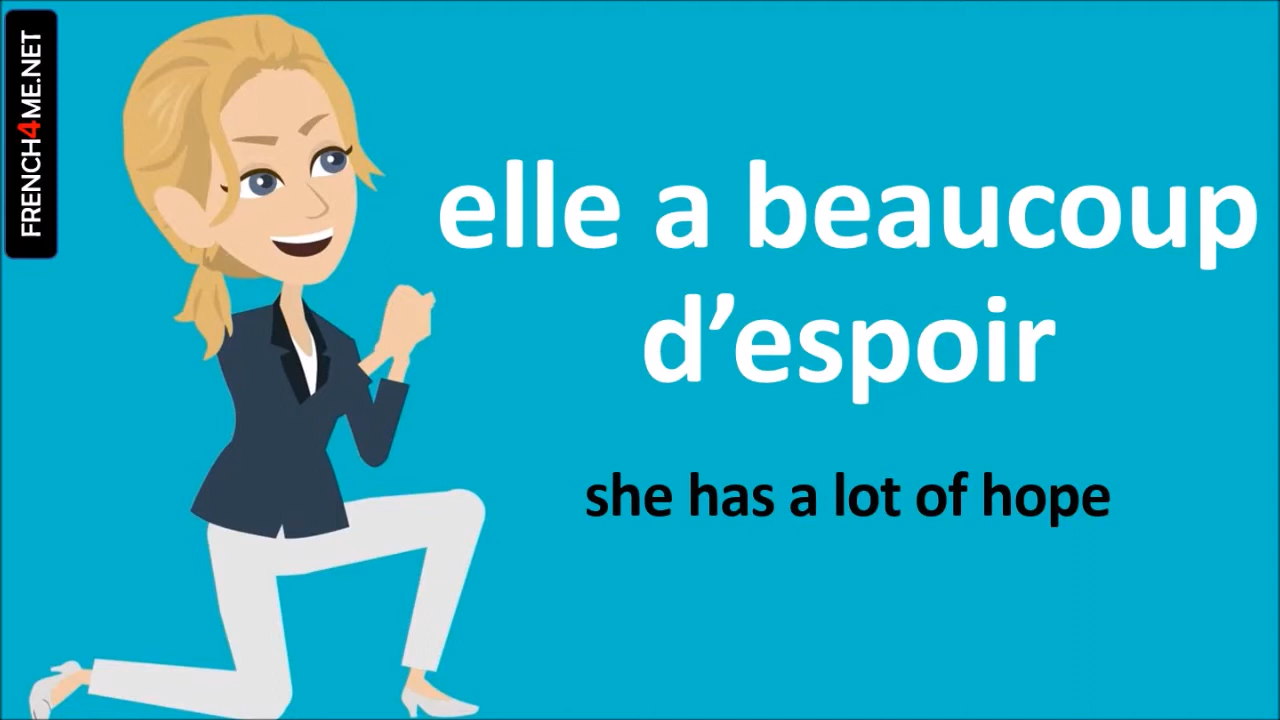 FRENCH4ME.NET
elle a beaucoup
d’espoir
she has a lot of hope